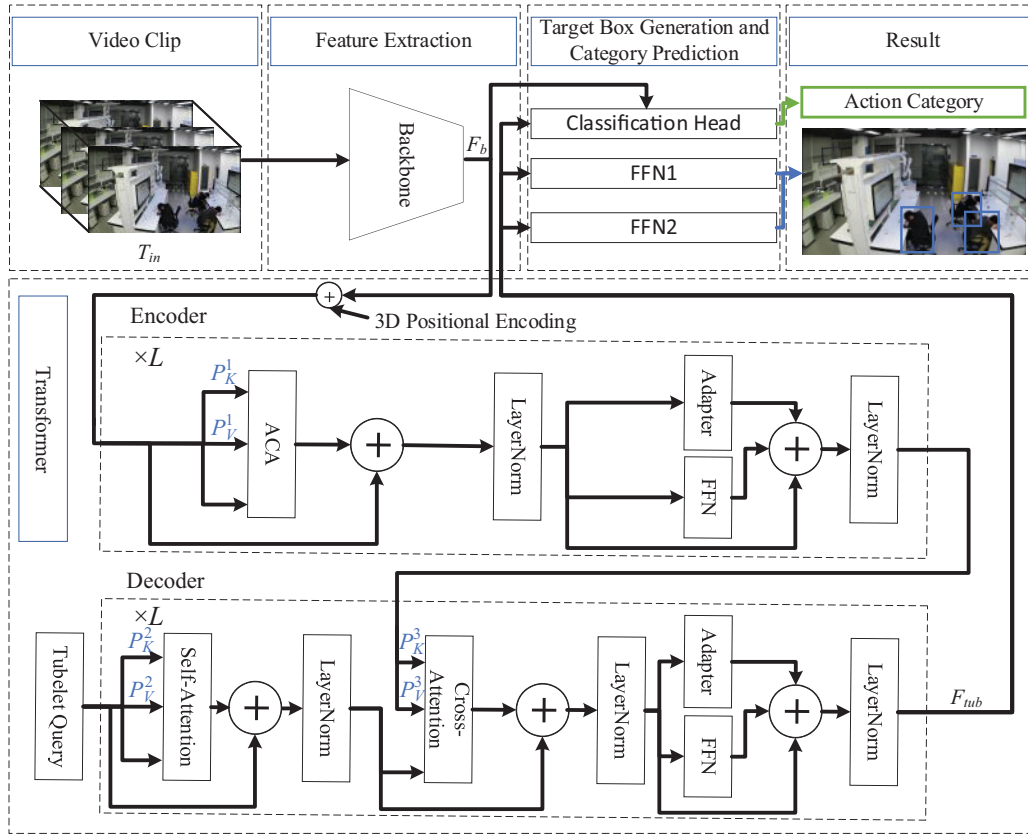 Video Clip
Feature Extraction
Target Box Generation and
Category Prediction
Result
T_in
Backbone
F_b
Classification Head
FFN1
FFN2
Action Category
Transformer
+
3D Positional Encoding
Encoder
×L
P_K^1
P_V^1
ACA
+
LayerNorm
Adapter
FFN
+
LayerNorm
Decoder
×L
Tubelet Query
P_K^2
P_V^2
Self-Attention
+
LayerNorm
P_K^3
P_V^3
Cross-
Attention
+
LayerNorm
Adapter
FFN
+
LayerNorm
F_tub